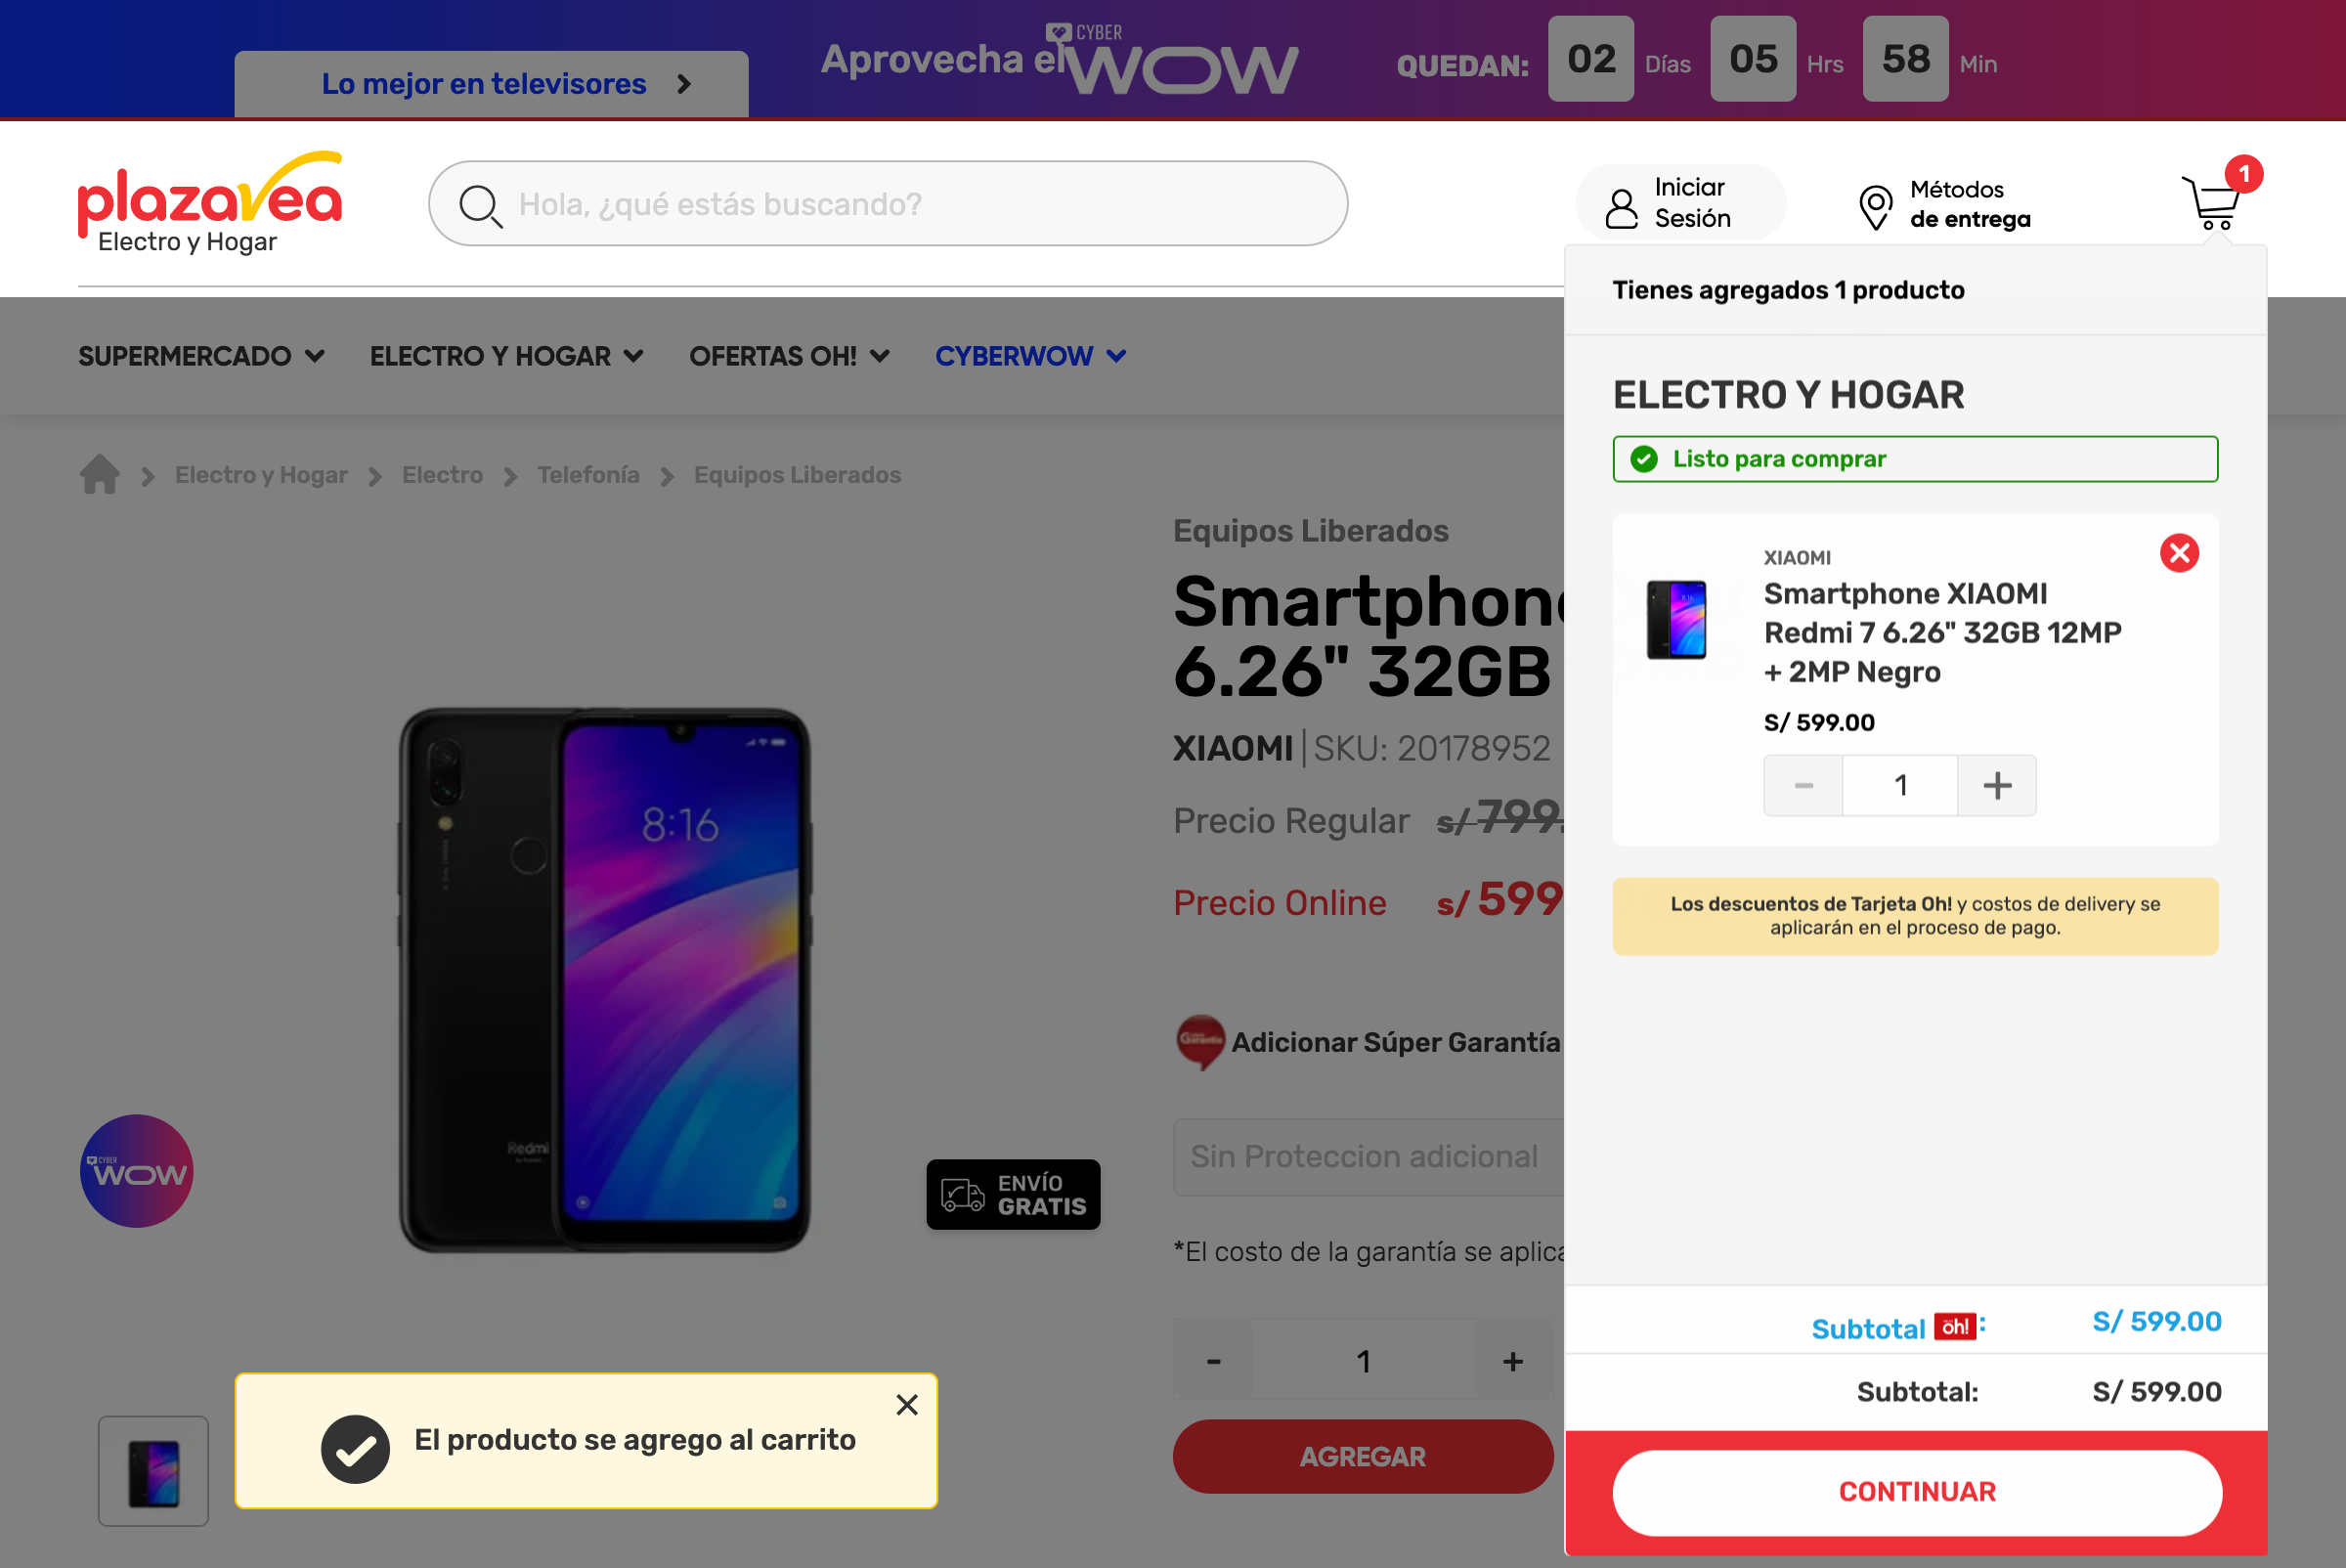 Lo mejor en televisores
Aprovecha el
CYBER
WOW
QUEDAN: 02 Días 05 Hrs 58 Min
plazavea
Electro y Hogar
Hola, ¿qué estás buscando?
Iniciar
Sesión
Métodos
de entrega
1
SUPERMERCADO
ELECTRO Y HOGAR
OFERTAS OH!
CYBERWOW
Electro y Hogar
Electro
Telefonía
Equipos Liberados
8:16
Redmi
CYBER
WOW
ENVÍO
GRATIS
Equipos Liberados
Smartphone
6.26" 32GB
XIAOMI | SKU: 20178952
Precio Regular s/ 799.
Precio Online s/ 599
Garantía
Adicionar Súper Garantía
Sin Proteccion adicional
*El costo de la garantía se aplica
- 1 +
AGREGAR
El producto se agrego al carrito
Tienes agregados 1 producto
ELECTRO Y HOGAR
Listo para comprar
XIAOMI
Smartphone XIAOMI
Redmi 7 6.26" 32GB 12MP
+ 2MP Negro
S/ 599.00
- 1 +
Los descuentos de Tarjeta Oh! y costos de delivery se
aplicarán en el proceso de pago.
Subtotal oh!: S/ 599.00
Subtotal: S/ 599.00
CONTINUAR